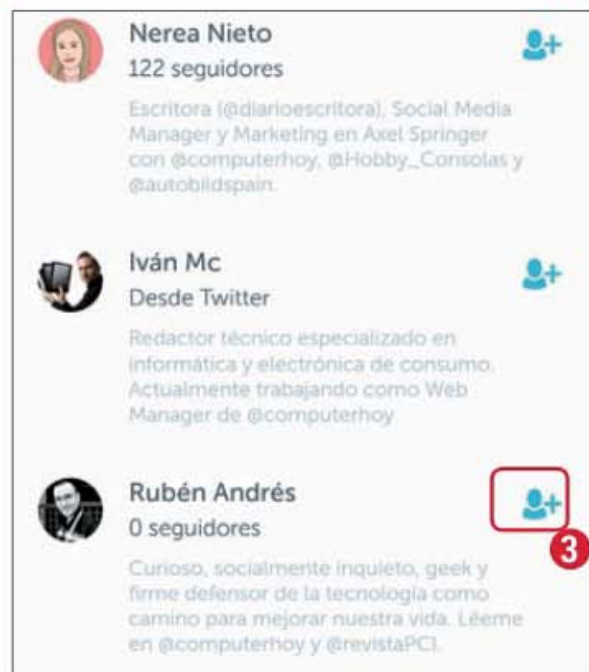 Nerea Nieto
122 seguidores
Escritora (@diarioescritora), Social Media
Manager y Marketing en Axel Springer
con @computerhoy, @Hobby_Consolas y
@autobildspain.
Iván Mc
Desde Twitter
Redactor técnico especializado en
informática y electrónica de consumo.
Actualmente trabajando como Web
Manager de @computerhoy
Rubén Andrés
0 seguidores
3
Curioso, socialmente inquieto, geek y
firme defensor de la tecnología como
camino para mejorar nuestra vida. Léeme
en @computerhoy y @revistaPCI.